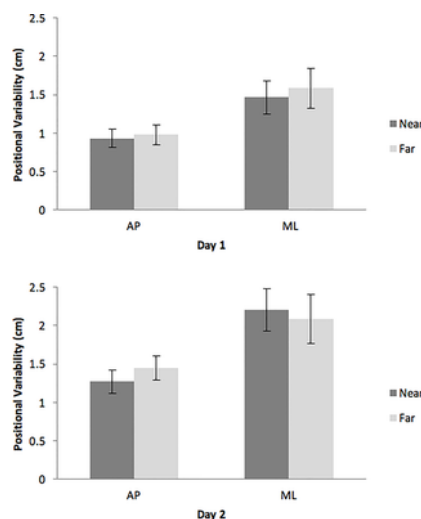 2.5
2
1.5
1
0.5
0
Positional Variability (cm)
AP ML
Day 1
Near
Far
2.5
2
1.5
1
0.5
0
Positional Variability (cm)
AP ML
Day 2
Near
Far